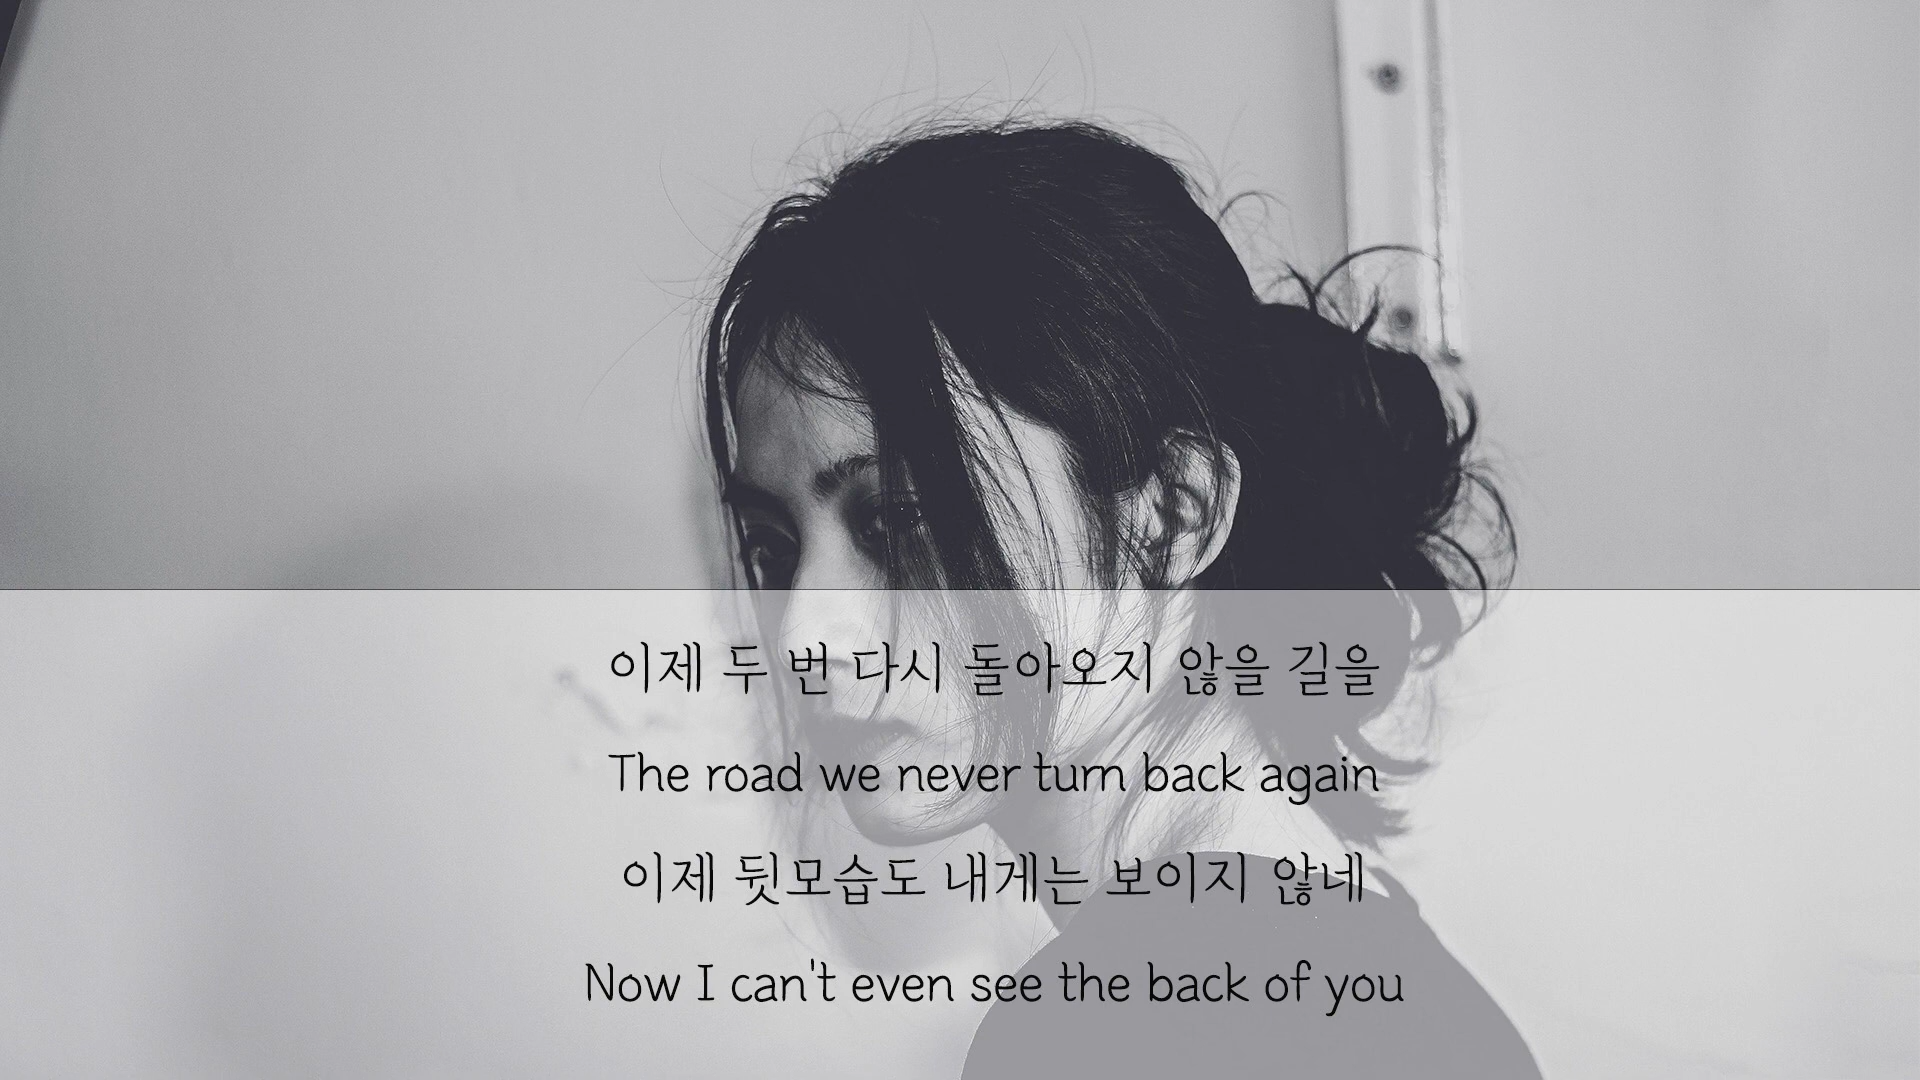 이제 두 번 다시 돌아오지 않을 길을
The road we never turn back again
이제 뒷모습도 내게는 보이지 않네
Now I can't even see the back of you